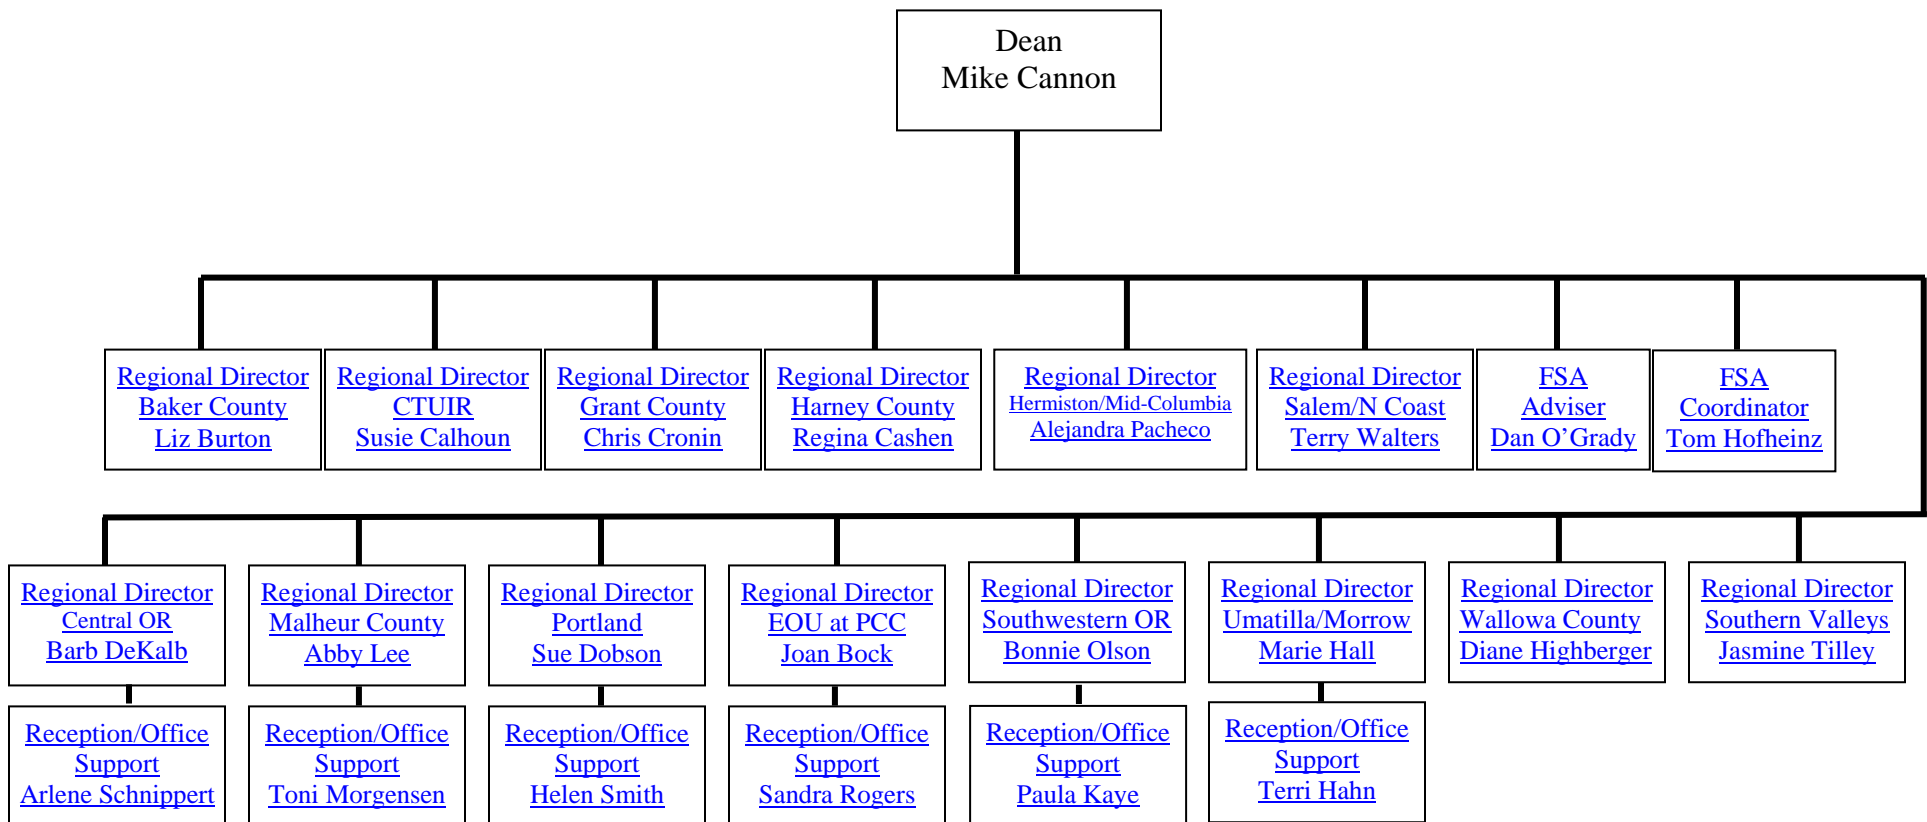 Dean
Mike Cannon
Regional Director
Baker County
Liz Burton
Regional Director
CTUIR
Susie Calhoun
Regional Director
Grant County
Chris Cronin
Regional Director
Harney County
Regina Cashen
Regional Director
Hermiston/Mid-Columbia
Alejandra Pacheco
Regional Director
Salem/N Coast
Terry Walters
FSA
Adviser
Dan O’Grady
FSA
Coordinator
Tom Hofheinz
Regional Director
Central OR
Barb DeKalb
Regional Director
Malheur County
Abby Lee
Regional Director
Portland
Sue Dobson
Regional Director
EOU at PCC
Joan Bock
Regional Director
Southwestern OR
Bonnie Olson
Regional Director
Umatilla/Morrow
Marie Hall
Regional Director
Wallowa County
Diane Highberger
Regional Director
Southern Valleys
Jasmine Tilley
Reception/Office
Support
Arlene Schnippert
Reception/Office
Support
Toni Morgensen
Reception/Office
Support
Helen Smith
Reception/Office
Support
Sandra Rogers
Reception/Office
Support
Paula Kaye
Reception/Office
Support
Terri Hahn